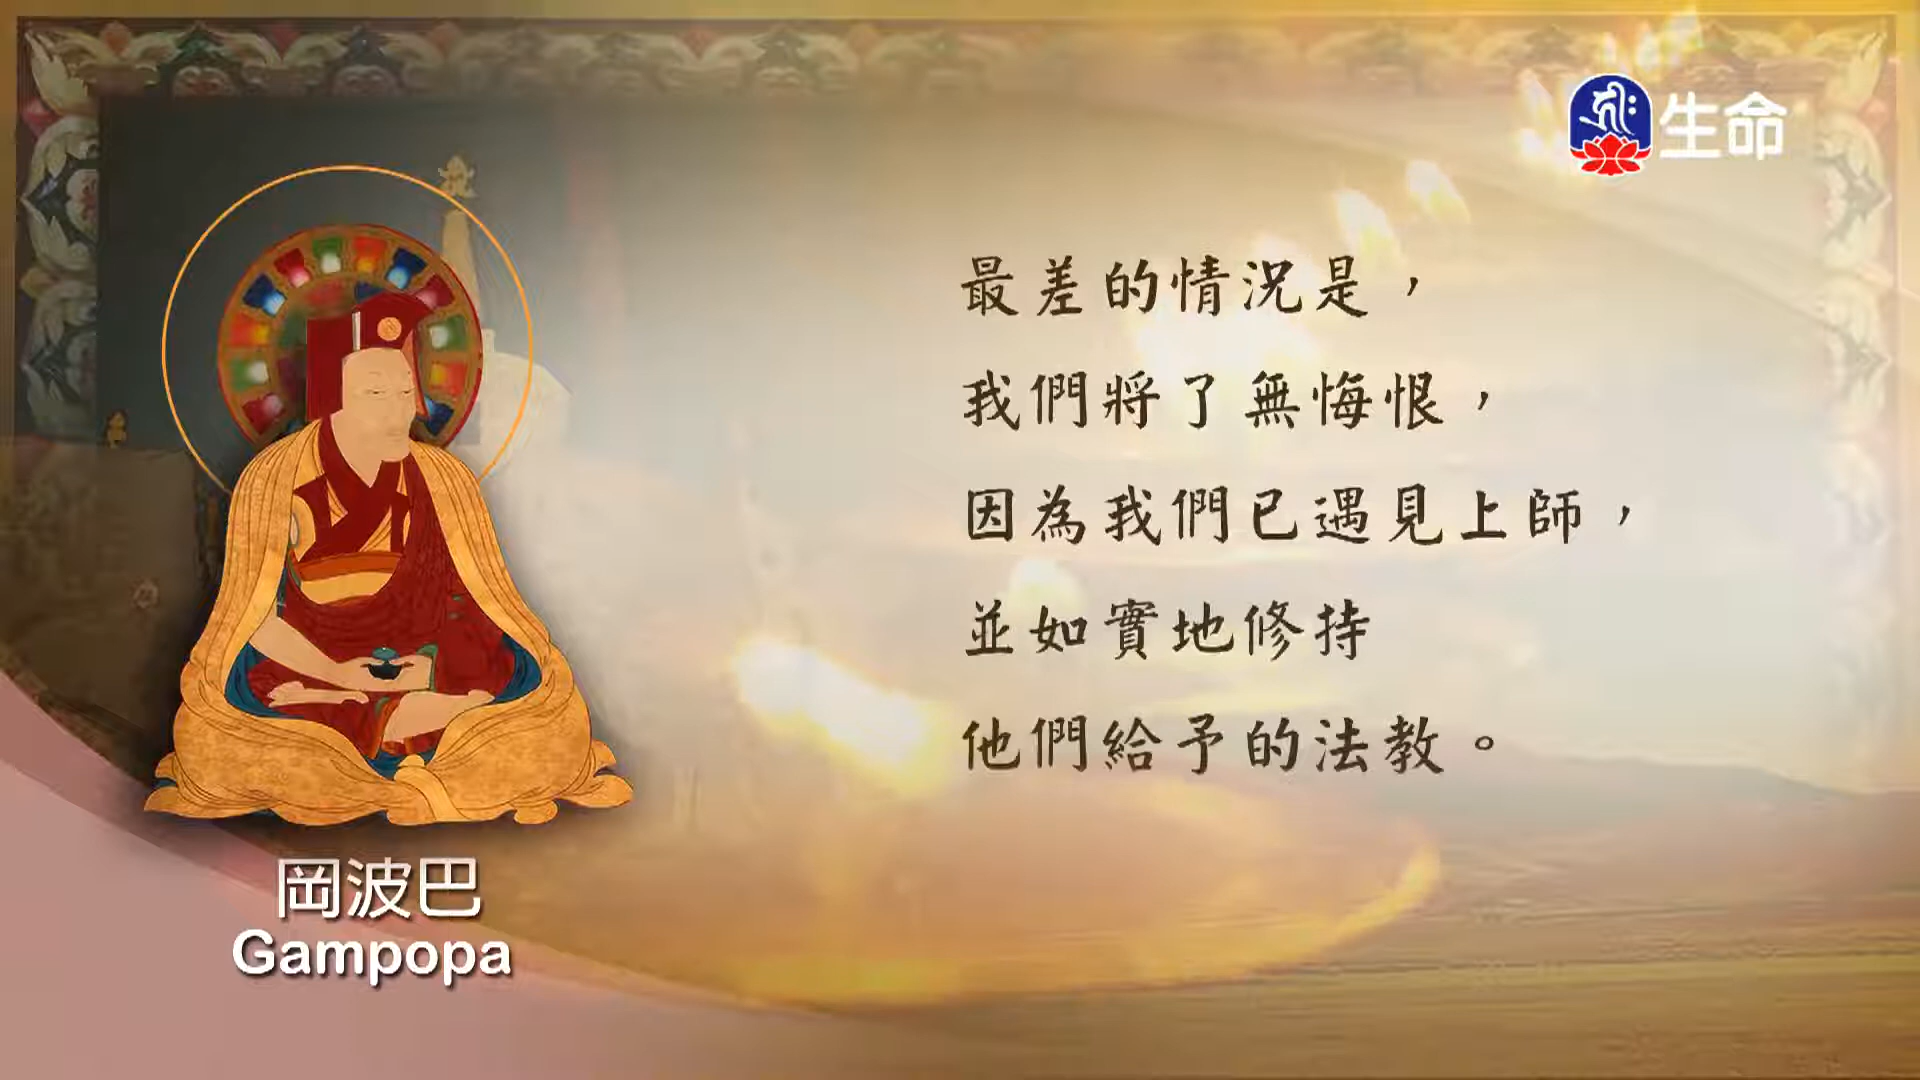 生命
最差的情況是，
我們將了無悔恨，
因為我們已遇見上師，
並如實地修持
他們給予的法教。
岡波巴
Gampopa